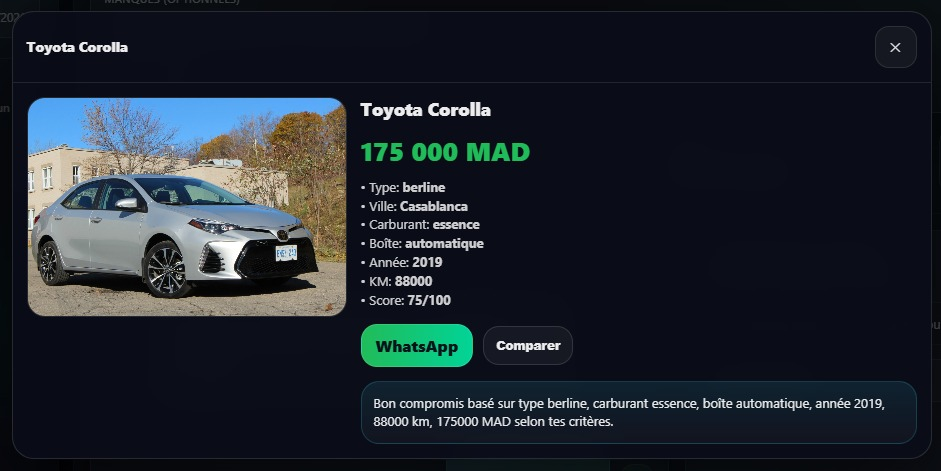 MARQUES (OPTIONNELS)
Toyota Corolla
×
Toyota Corolla
175 000 MAD
• Type: berline
• Ville: Casablanca
• Carburant: essence
• Boîte: automatique
• Année: 2019
• KM: 88000
• Score: 75/100
WhatsApp
Comparer
Bon compromis basé sur type berline, carburant essence, boîte automatique, année 2019,
88000 km, 175000 MAD selon tes critères.